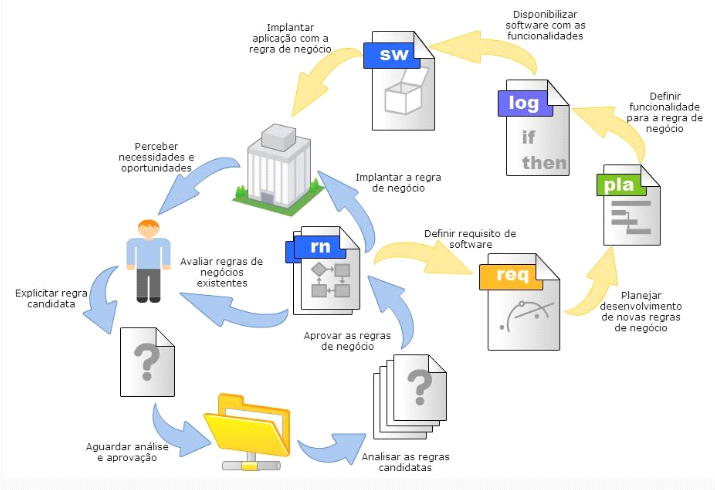 Disponibilizar
software com as
funcionalidades
Implantar
aplicação com a
regra de negócio
sw
log
if
then
Definir
funcionalidade
para a regra de
negócio
Perceber
necessidades e
oportunidades
Implantar a regra
de negócio
pla
rn
Definir requisito de
software
Avaliar regras de
negócios
existentes
req
Explicitar regra
candidata
Planejar
desenvolvimento
de novas regras
de negócio
Aprovar as regras
de negócio
?
?
Aguardar análise
e aprovação
Analisar as regras
candidatas